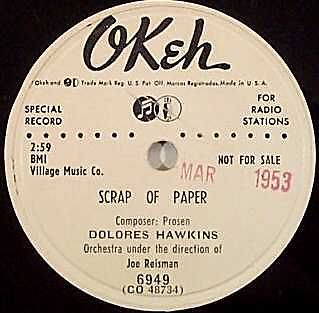 OKeh
Okeh and Trade Mark Reg. U. S. Pat. Off. Marcas Registradas. Made in U. S. A.
SPECIAL RECORD
FOR RADIO STATIONS
2:59
BMI
Village Music Co.
NOT FOR SALE
MAR 1953
SCRAP OF PAPER
Composer: Prosen
DOLORES HAWKINS
Orchestra under the direction of
Joe Reisman
6949
(CO 48734)